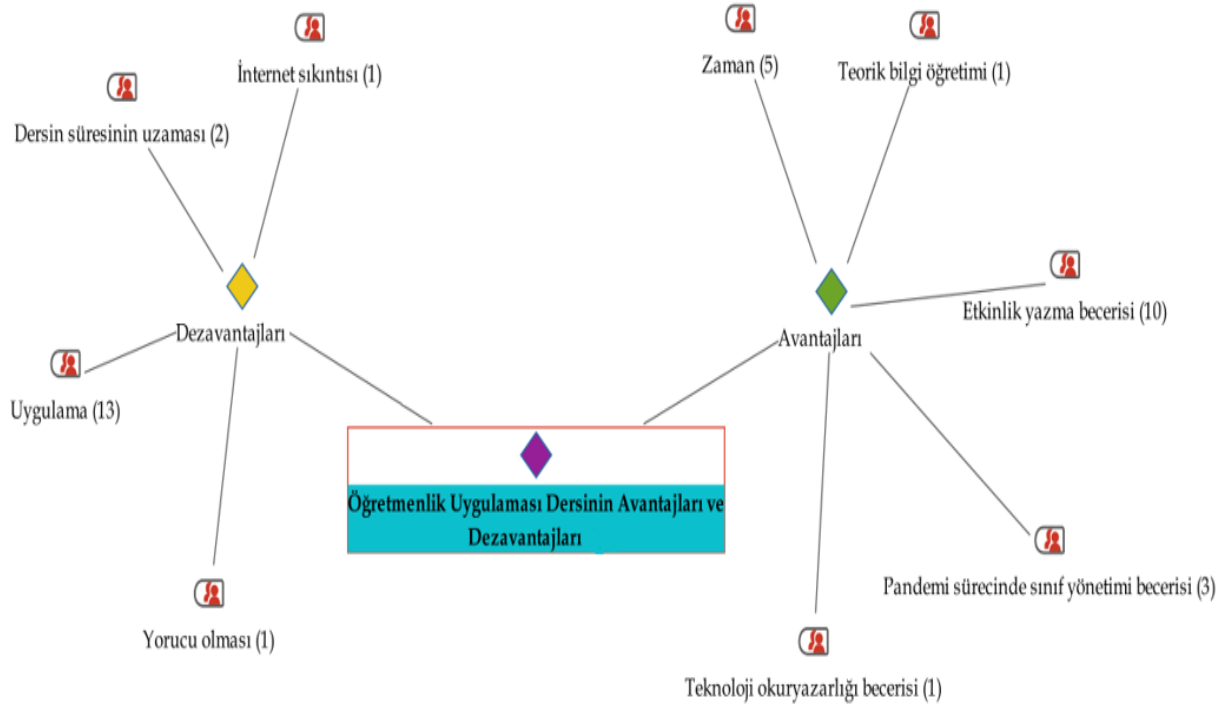 İnternet sıkıntısı (1)
Zaman (5)
Teorik bilgi öğretimi (1)
Dersin süresinin uzaması (2)
Etkinlik yazma becerisi (10)
Dezavantajları
Avantajları
Uygulama (13)
Öğretmenlik Uygulaması Dersinin Avantajları ve
Dezavantajları
Pandemi sürecinde sınıf yönetimi becerisi (3)
Yorucu olması (1)
Teknoloji okuryazarlığı becerisi (1)